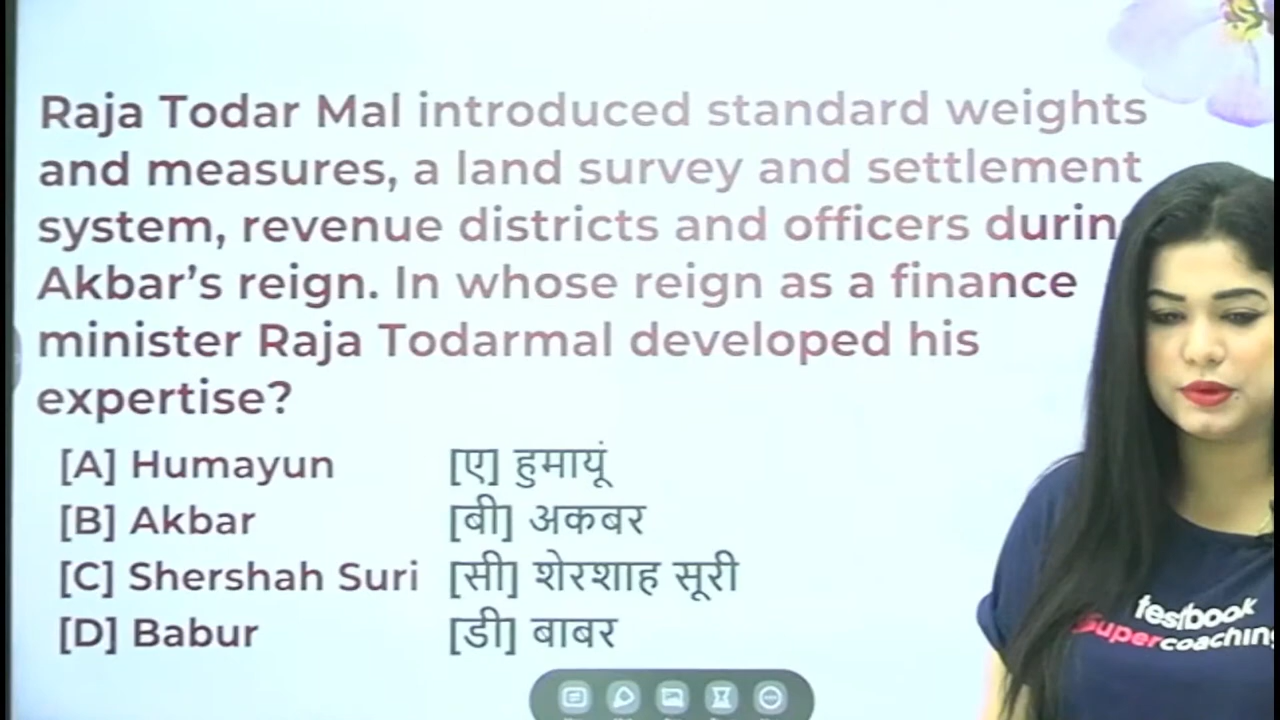 Raja Todar Mal introduced standard weights
and measures, a land survey and settlement
system, revenue districts and officers durin
Akbar's reign. In whose reign as a finance
minister Raja Todarmal developed his
expertise?
[A] Humayun [ए] हुमायूं
[B] Akbar [बी] अकबर
[C] Shershah Suri [सी] शेरशाह सूरी
[D] Babur [डी] बाबर
testbook
Supercoaching